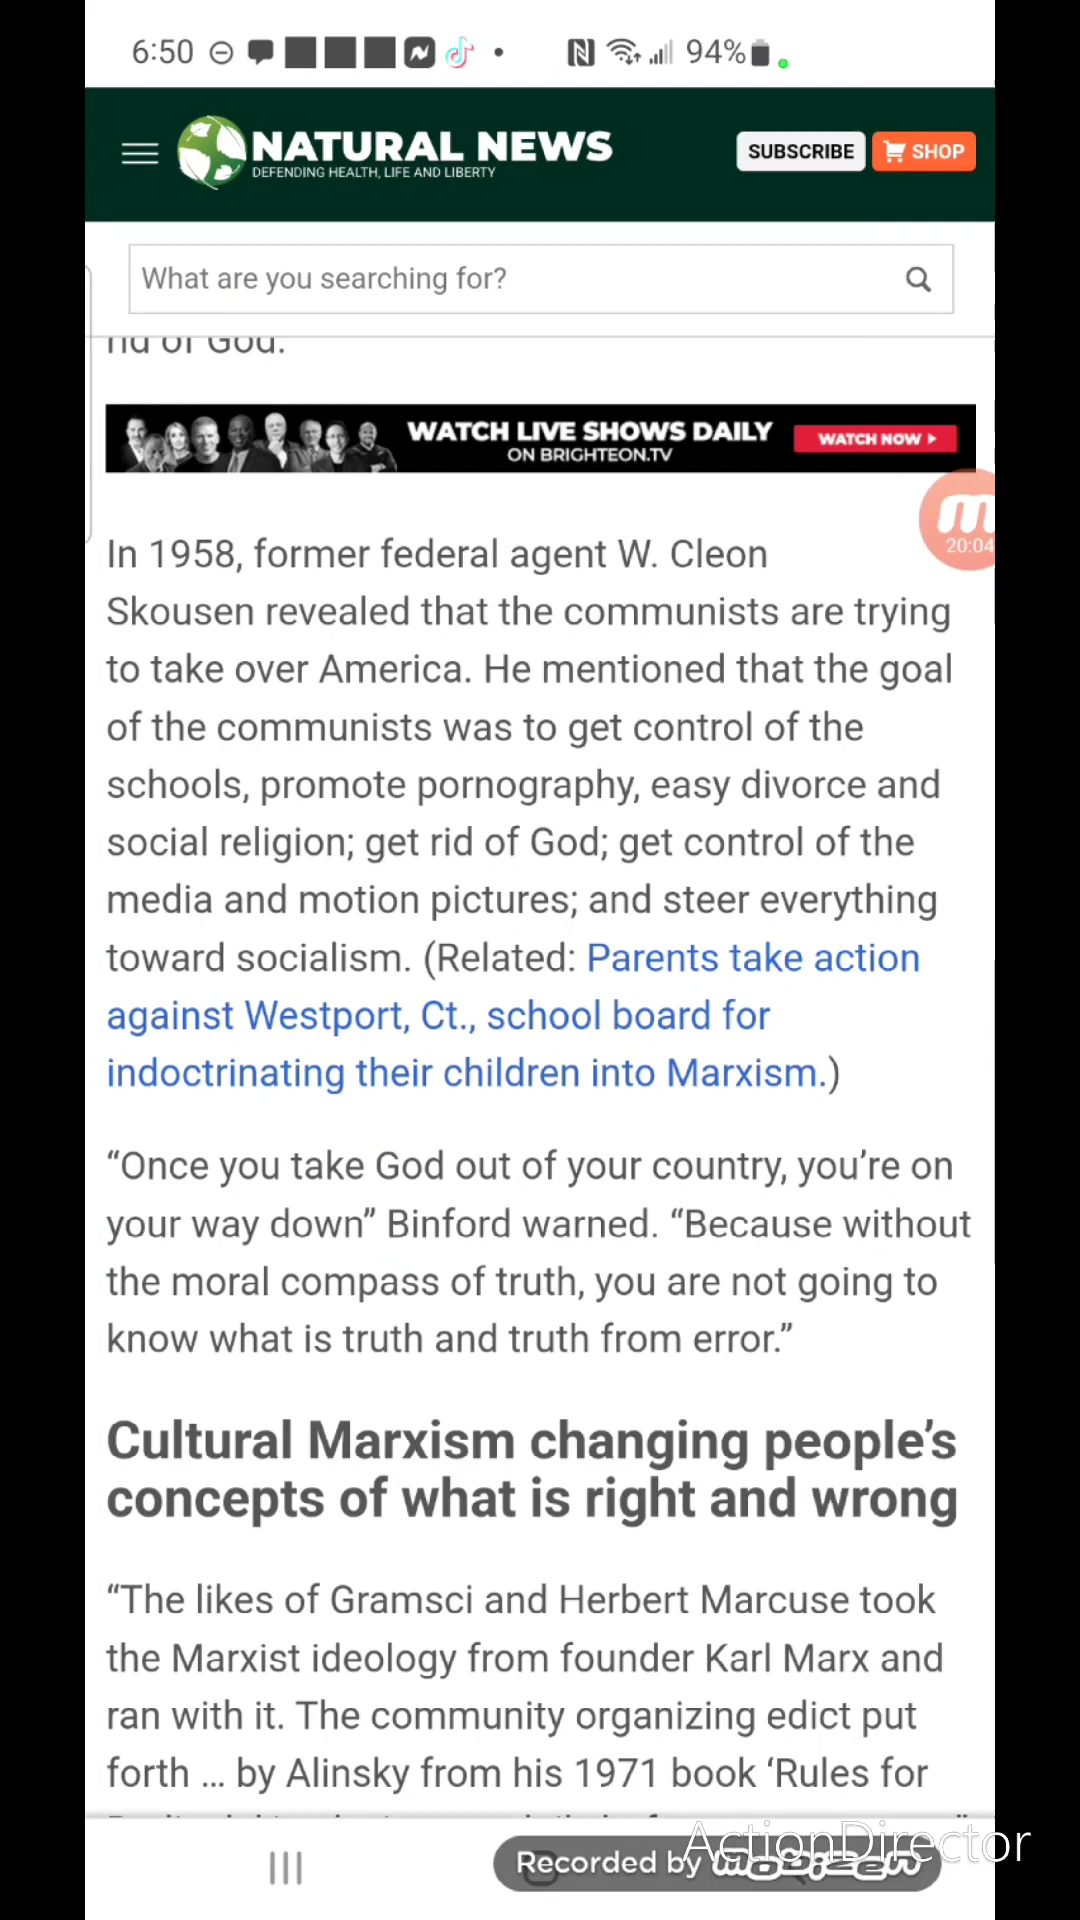 6:50 94%
NATURAL NEWS
DEFENDING HEALTH, LIFE AND LIBERTY
SUBSCRIBE
SHOP
What are you searching for?
rid of God.
WATCH LIVE SHOWS DAILY
ON BRIGHTEON.TV
WATCH NOW
20:04
In 1958, former federal agent W. Cleon
Skousen revealed that the communists are trying
to take over America. He mentioned that the goal
of the communists was to get control of the
schools, promote pornography, easy divorce and
social religion; get rid of God; get control of the
media and motion pictures; and steer everything
toward socialism. (Related: Parents take action
against Westport, Ct., school board for
indoctrinating their children into Marxism.)
“Once you take God out of your country, you’re on
your way down” Binford warned. “Because without
the moral compass of truth, you are not going to
know what is truth and truth from error.”
Cultural Marxism changing people’s
concepts of what is right and wrong
“The likes of Gramsci and Herbert Marcuse took
the Marxist ideology from founder Karl Marx and
ran with it. The community organizing edict put
forth ... by Alinsky from his 1971 book ‘Rules for
ActionDirector
Recorded by mobizen